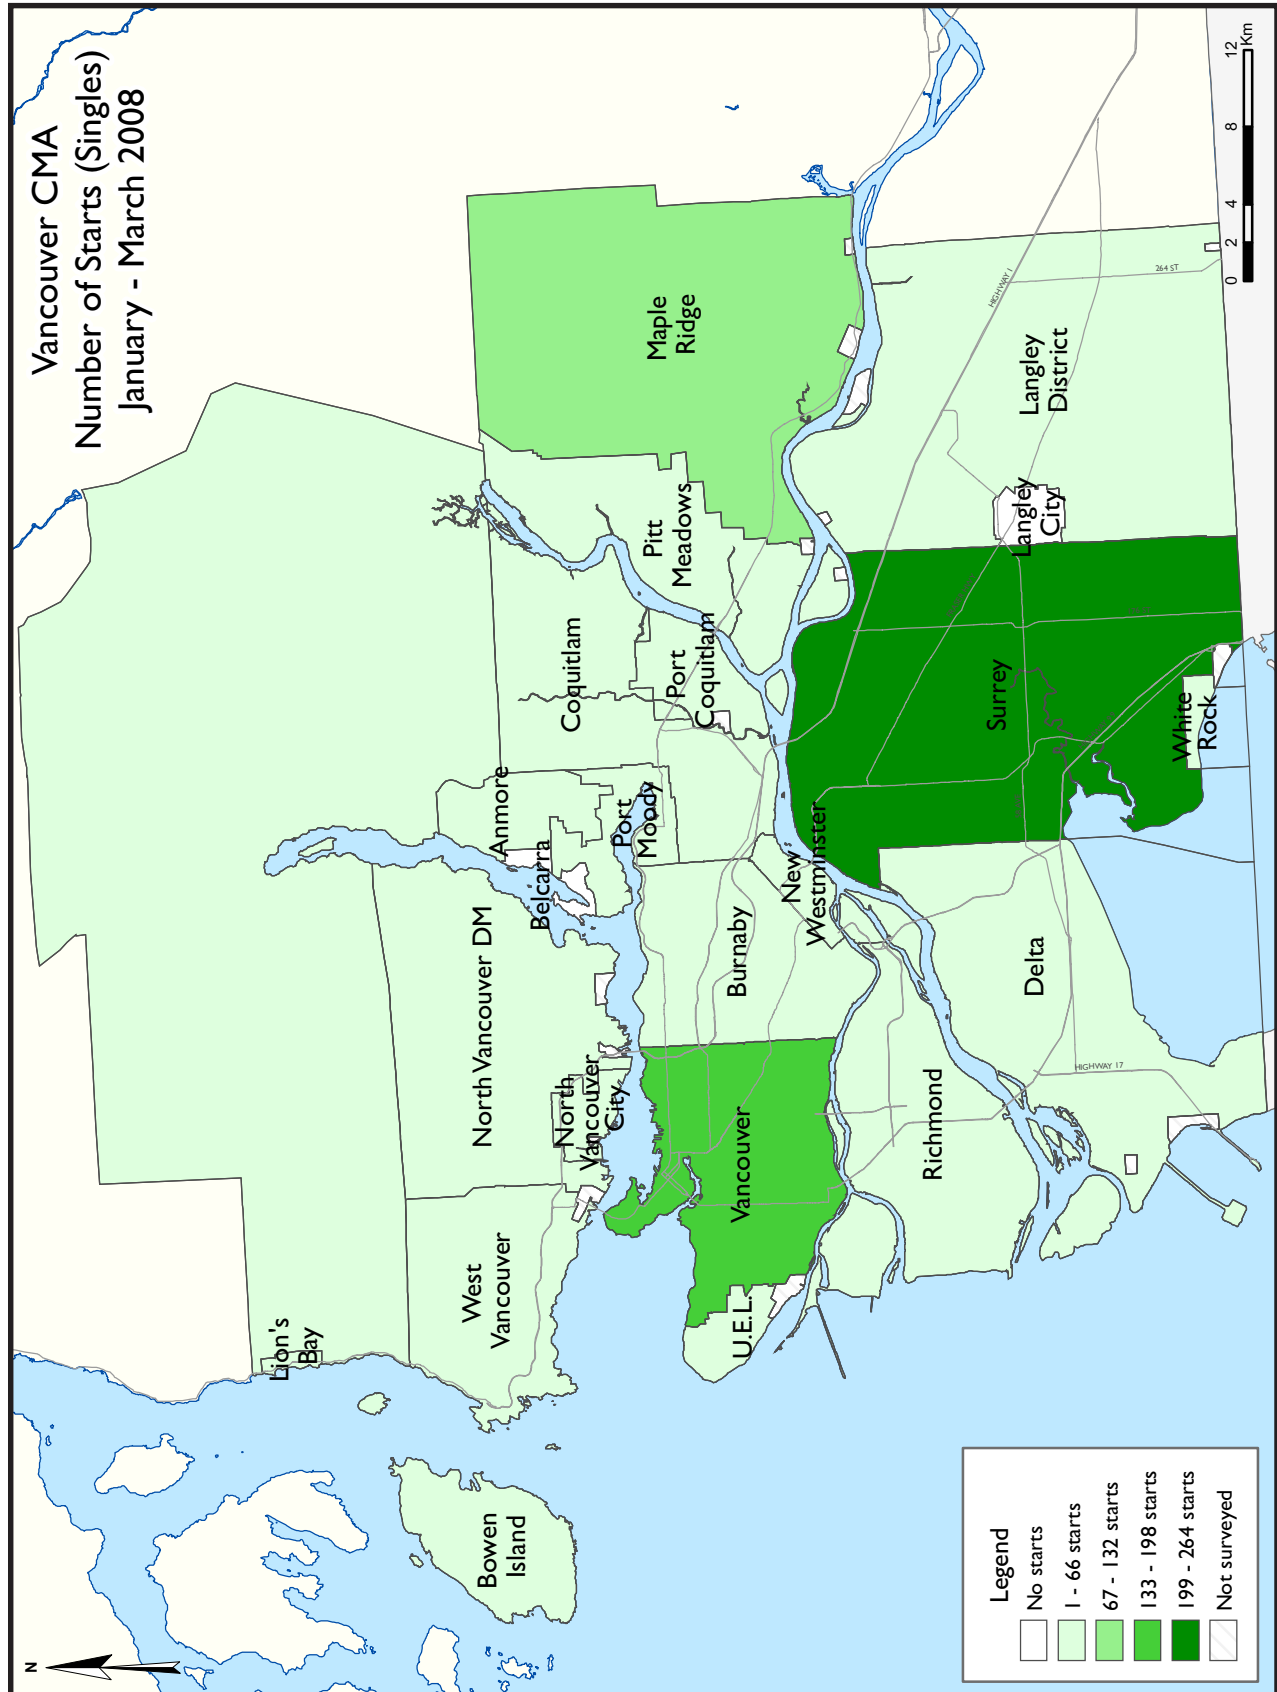 Vancouver CMA
Number of Starts (Singles)
January - March 2008
N
Lion's
Bay
Bowen
Island
West
Vancouver
North Vancouver DM
North
Vancouver
City
Belcarra
Anmore
Port
Moody
Coquitlam
Port
Coquitlam
Pitt
Meadows
Maple
Ridge
U.E.L.
Vancouver
Burnaby
New
Westminster
Richmond
Delta
Surrey
White
Rock
Langley
City
Langley
District
HIGHWAY 1
264 ST
HIGHWAY 17
Legend
No starts
1 - 66 starts
67 - 132 starts
133 - 198 starts
199 - 264 starts
Not surveyed
0 2 4 8 12
Km